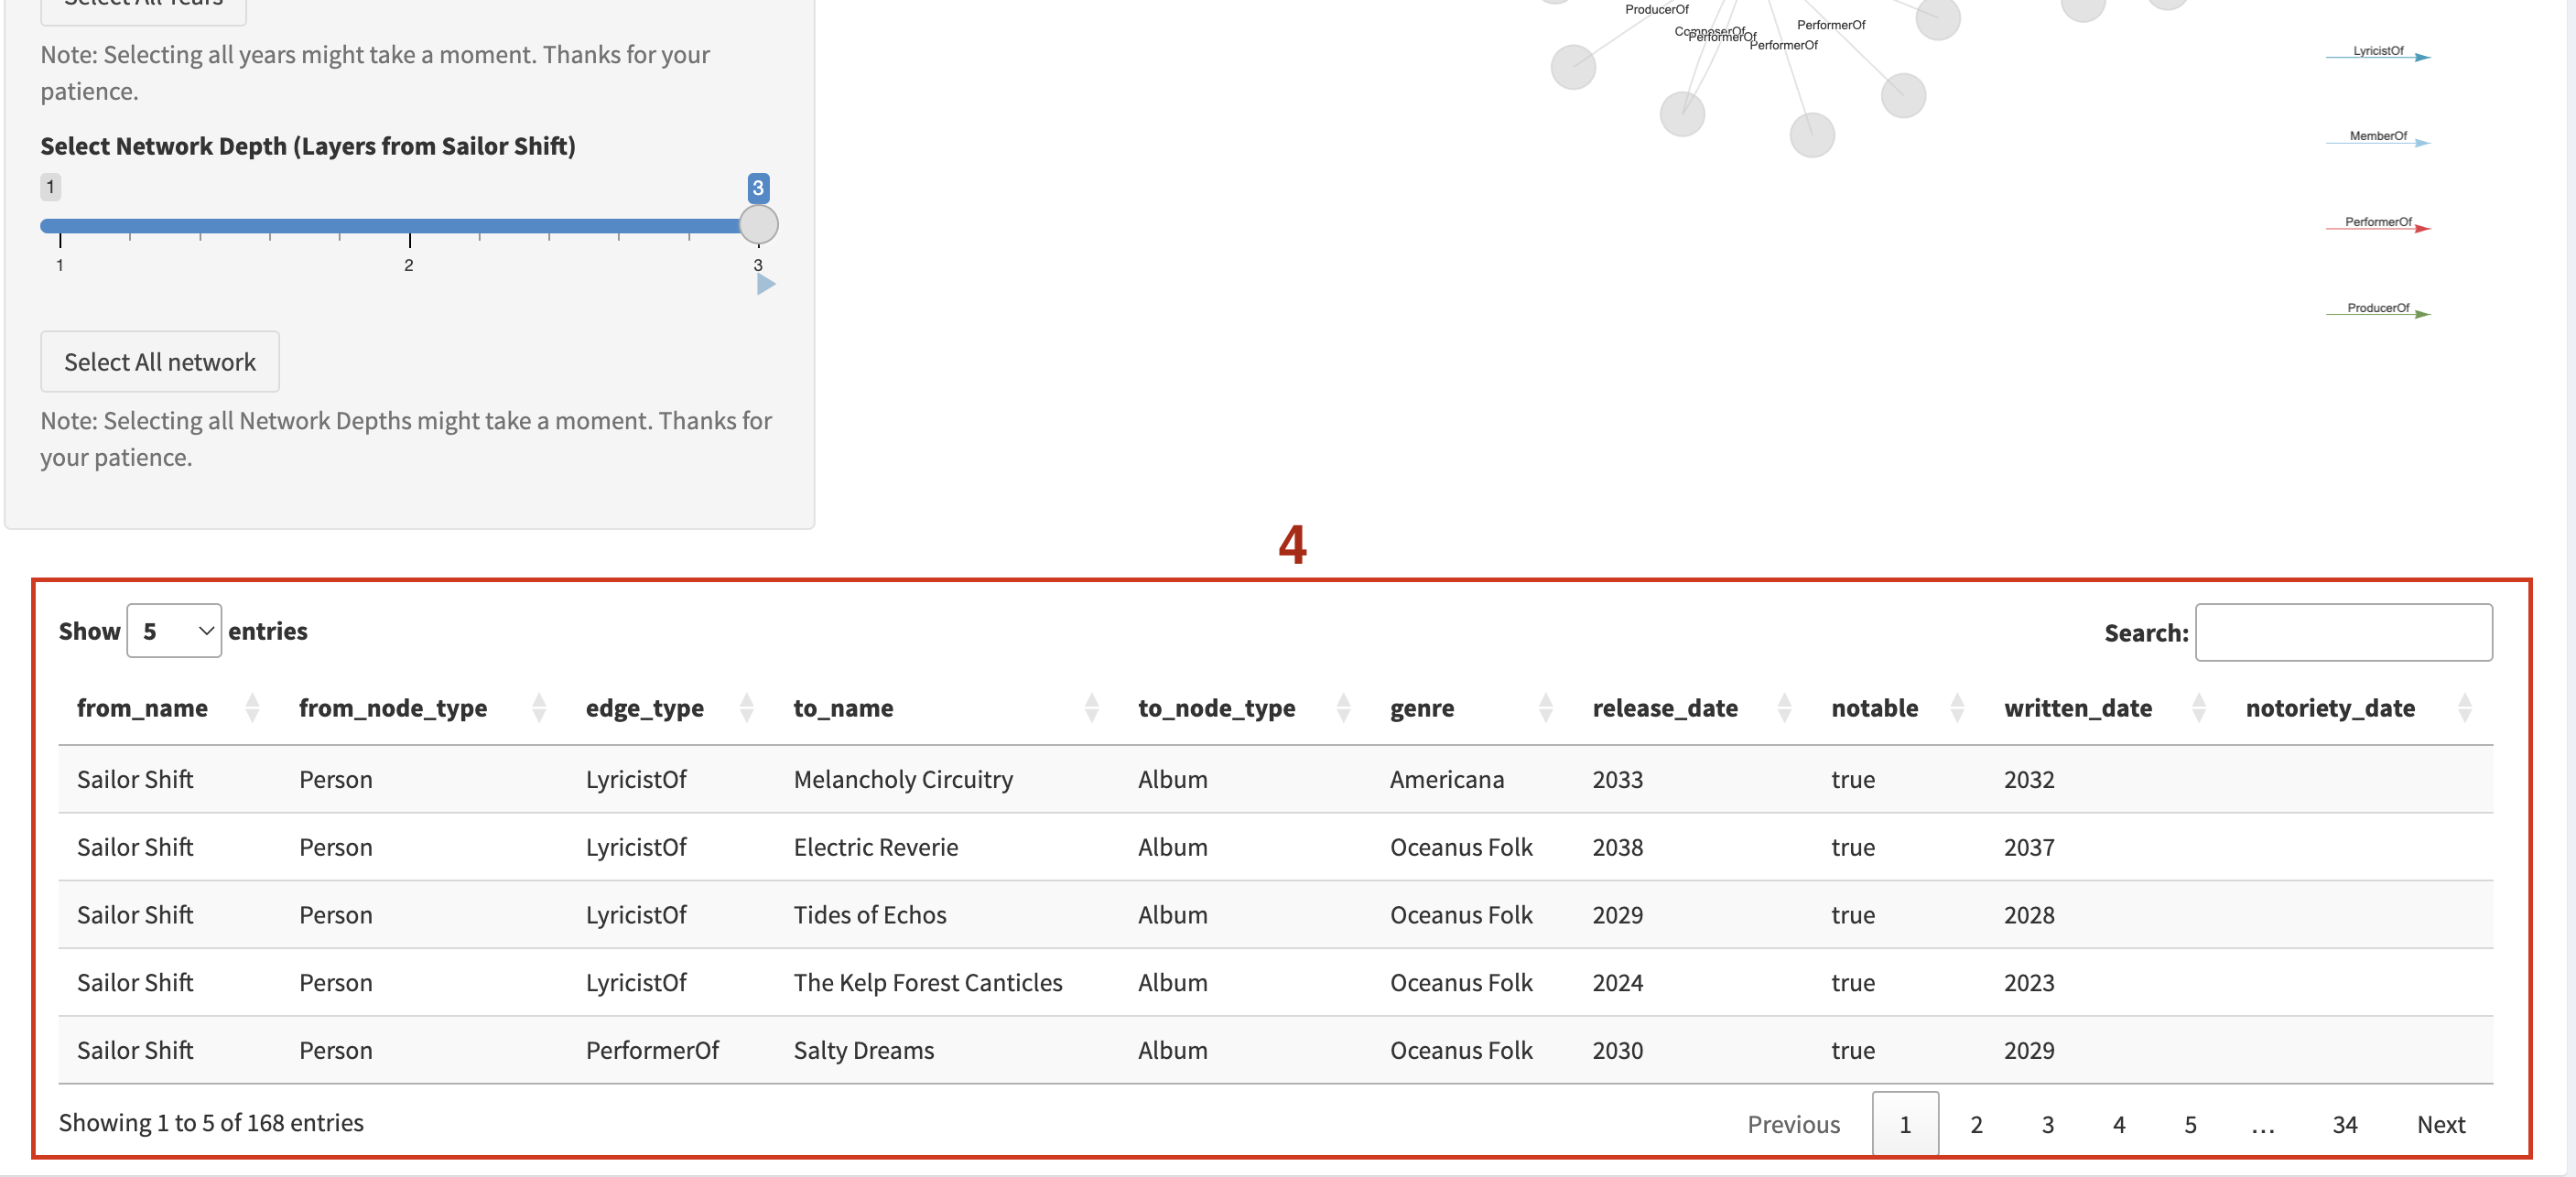 Select All Years
Note: Selecting all years might take a moment. Thanks for your
patience.
Select Network Depth (Layers from Sailor Shift)
1
3
1 2 3
Select All network
Note: Selecting all Network Depths might take a moment. Thanks for
your patience.
ProducerOf
ComposerOf
PerformerOf
PerformerOf
PerformerOf
LyricistOf
MemberOf
PerformerOf
ProducerOf
4
Show 5 entries Search:
from_name from_node_type edge_type to_name to_node_type genre release_date notable written_date notoriety_date
Sailor Shift Person LyricistOf Melancholy Circuitry Album Americana 2033 true 2032
Sailor Shift Person LyricistOf Electric Reverie Album Oceanus Folk 2038 true 2037
Sailor Shift Person LyricistOf Tides of Echos Album Oceanus Folk 2029 true 2028
Sailor Shift Person LyricistOf The Kelp Forest Canticles Album Oceanus Folk 2024 true 2023
Sailor Shift Person PerformerOf Salty Dreams Album Oceanus Folk 2030 true 2029
Showing 1 to 5 of 168 entries Previous 1 2 3 4 5 ... 34 Next